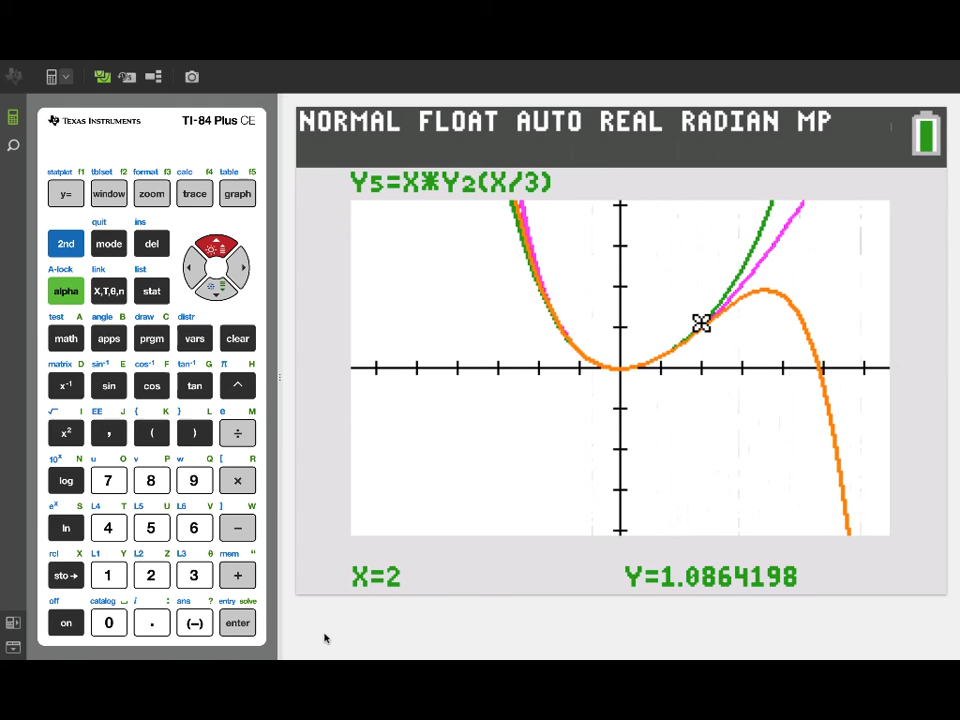 TEXAS INSTRUMENTS TI-84 Plus CE
NORMAL FLOAT AUTO REAL RADIAN MP
Y5=X*Y2(X/3)
statplot f1 tblset f2 format f3 calc f4 table f5
y= window zoom trace graph
quit ins
2nd mode del
A-lock link list
alpha X,T,θ,n stat
test A angle B draw C distr
math apps prgm vars clear
matrix D sin⁻¹ E cos⁻¹ F tan⁻¹ G π H
x⁻¹ sin cos tan ^
√ I EE J { K } L e M
x² , ( ) ÷
10ˣ N u O v P w Q [ R
log 7 8 9 ×
eˣ S L4 T L5 U L6 V ] W
ln 4 5 6 −
rcl X L1 Y L2 Z L3 θ mem "
sto→ 1 2 3 +
off catalog ␣ i : ans ? entry solve
on 0 . (−) enter
X=2 Y=1.0864198